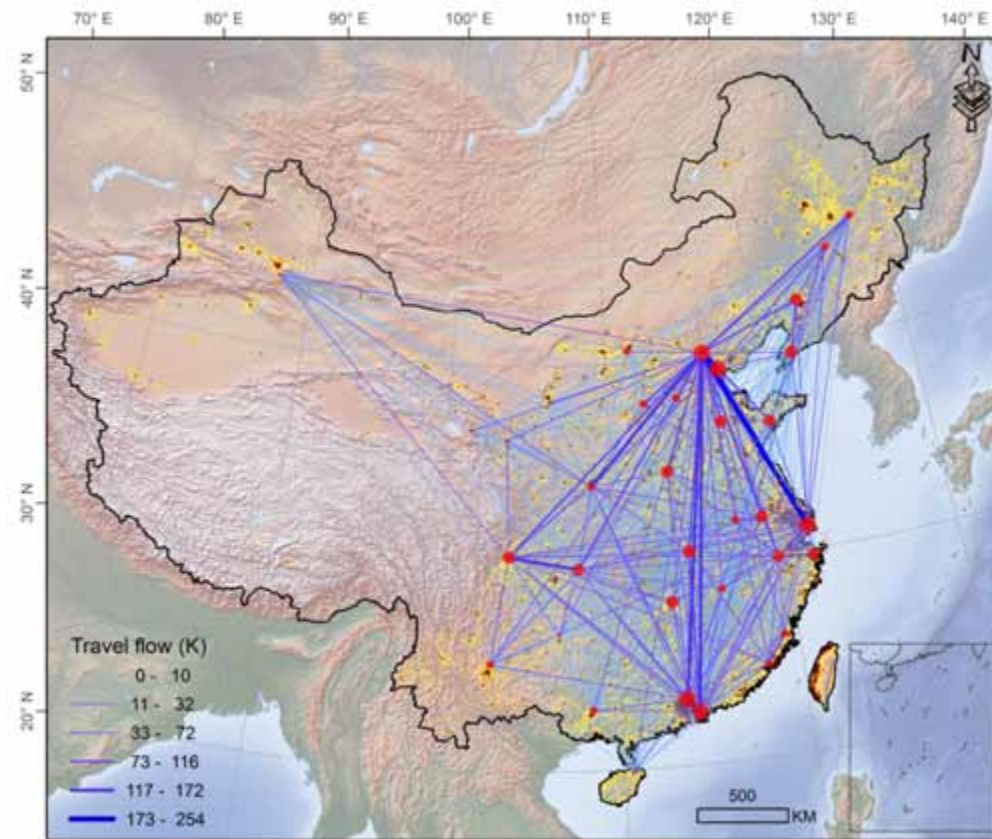 70° E 80° E 90° E 100° E 110° E 120° E 130° E 140° E
N
50° N
40° N
30° N
20° N
Travel flow (K)
0 - 10
11 - 32
33 - 72
73 - 116
117 - 172
173 - 254
500
KM